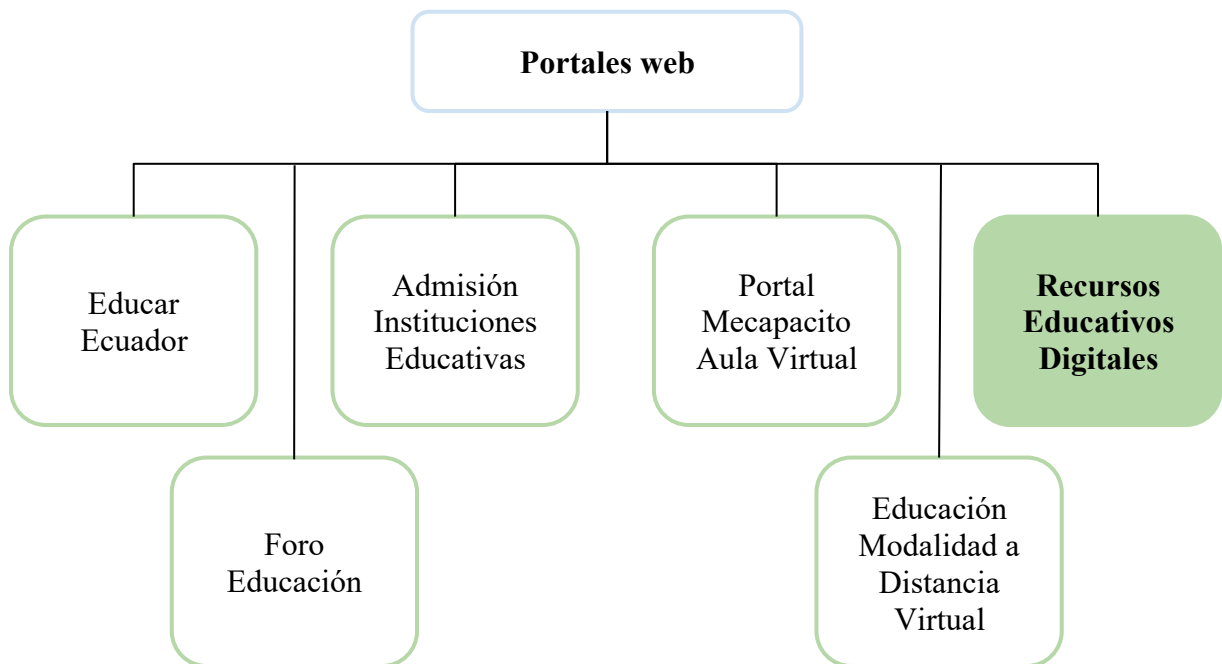 Portales web
Educar
Ecuador
Admisión
Instituciones
Educativas
Portal
Mecapacito
Aula Virtual
Recursos
Educativos
Digitales
Foro
Educación
Educación
Modalidad a
Distancia
Virtual